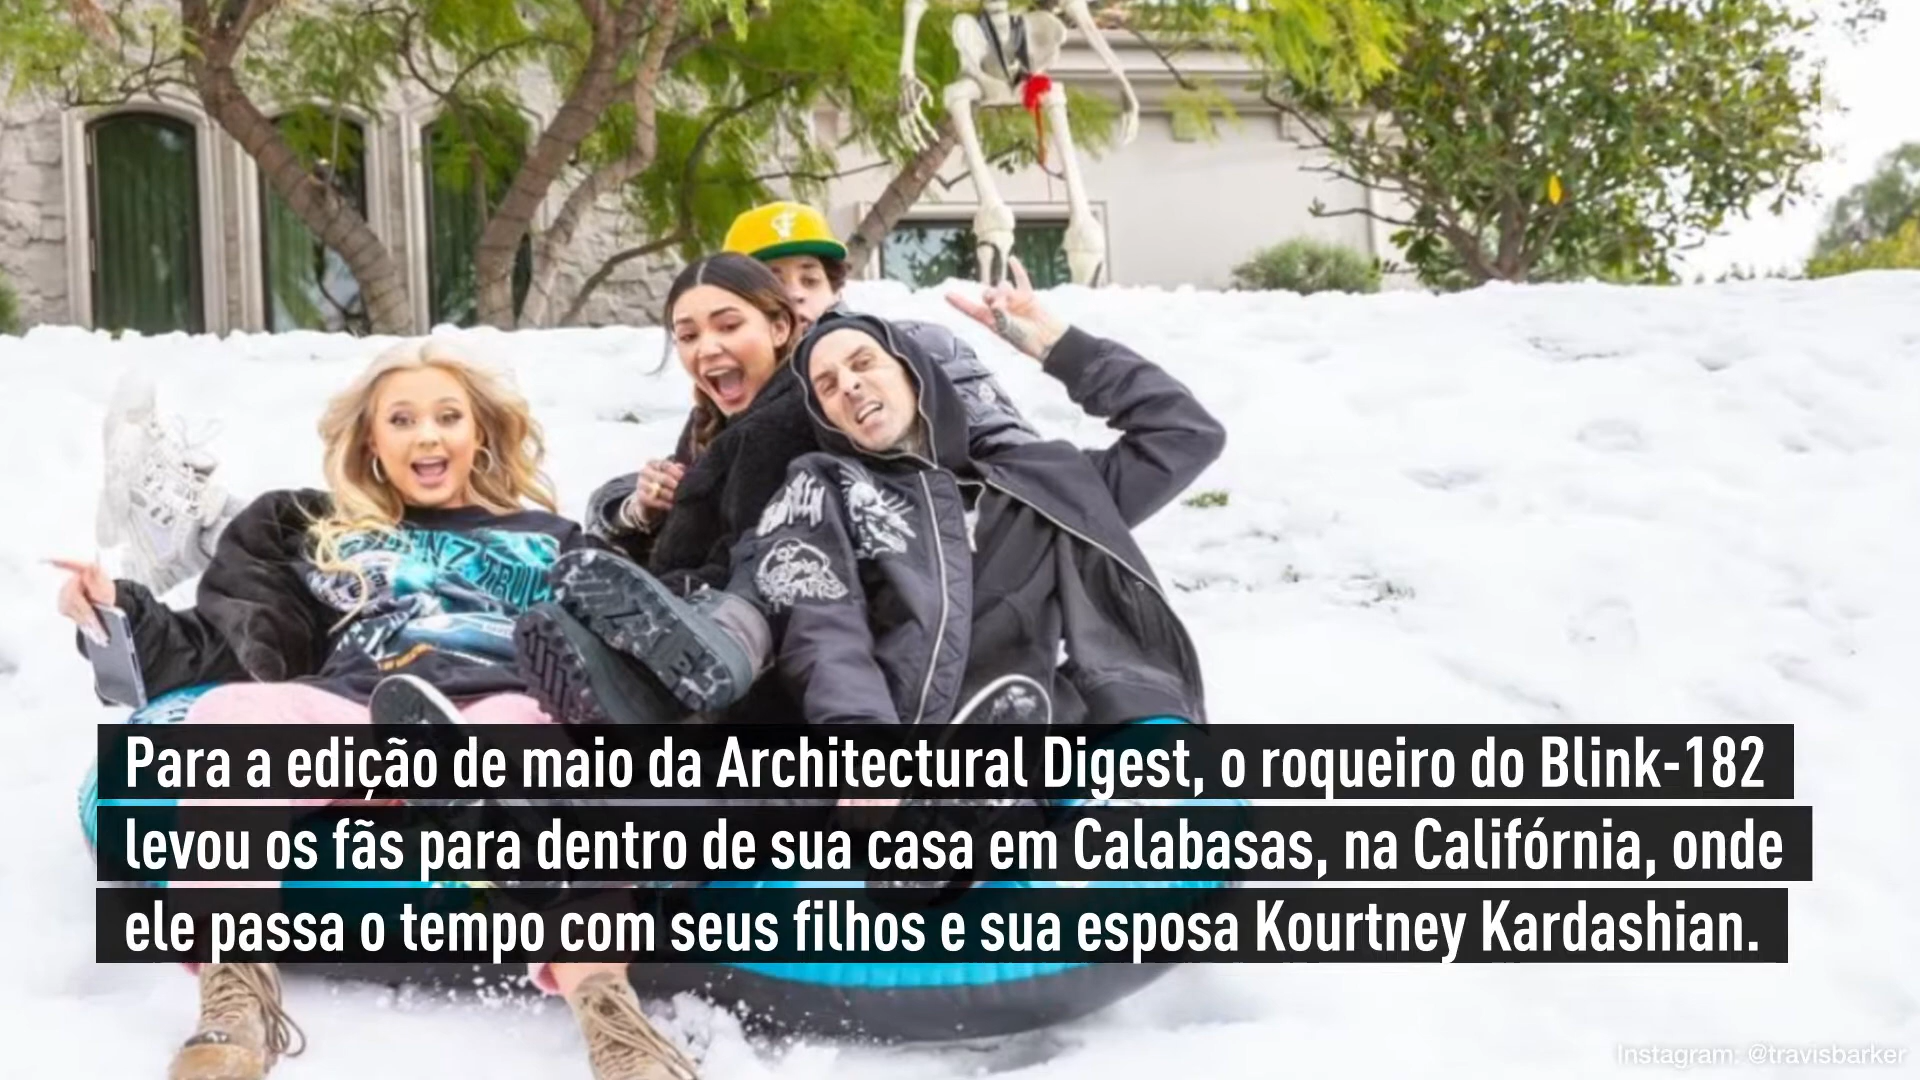 Para a edição de maio da Architectural Digest, o roqueiro do Blink-182
levou os fãs para dentro de sua casa em Calabasas, na Califórnia, onde
ele passa o tempo com seus filhos e sua esposa Kourtney Kardashian.
Instagram: @travisbarker